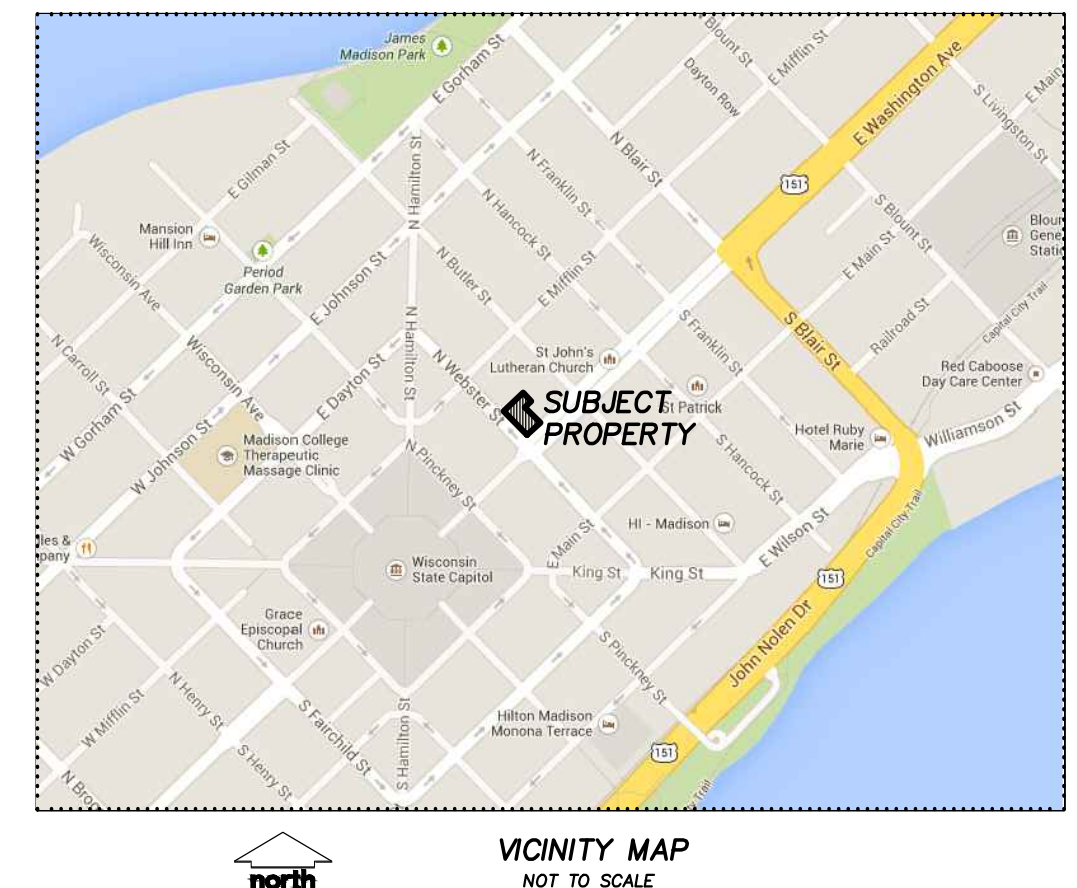 James
Madison Park
E Gorham St
N Blount St
E Mifflin St
Dayton Row
E Washington Ave
S Livingston St
E Main
151
N Blair St
N Hamilton St
N Franklin St
E Gilman St
Mansion
Hill Inn
N Hancock St
S Blount St
Wisconsin Ave
Period
Garden Park
N Butler St
E Mifflin St
E Main St
E Johnson St
Capital City Trail
N Carroll St
N Hamilton St
S Franklin St
S Blair St
Railroad St
Wisconsin Ave
E Dayton St
N Webster St
St John's
Lutheran Church
Red Caboose
Day Care Center
W Gorham St
SUBJECT
PROPERTY
St Patrick
Williamson St
W Johnson St
Madison College
Therapeutic
Massage Clinic
N Pinckney St
S Hancock St
Hotel Ruby
Marie
HI - Madison
E Main St
E Wilson St
Capital City Trail
les &
pany
Wisconsin
State Capitol
King St
King St
151
Grace
Episcopal
Church
S Pinckney St
John Nolen Dr
W Dayton St
N Henry St
W Mifflin St
S Fairchild St
S Hamilton St
Hilton Madison
Monona Terrace
151
S Henry St
N Bro
y Trail
VICINITY MAP
NOT TO SCALE
north